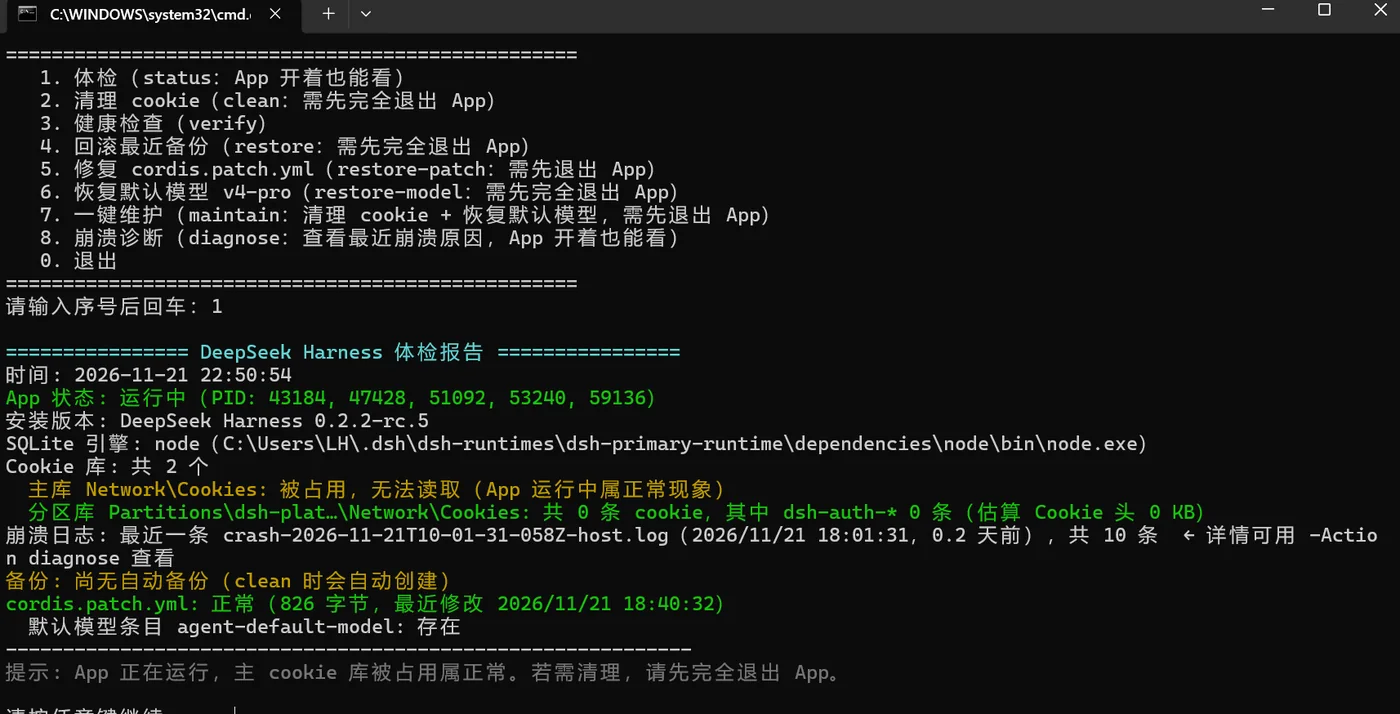 C:\WINDOWS\system32\cmd.
==================================================
1. 体检（status: App 开着也能看）
2. 清理 cookie（clean: 需先完全退出 App）
3. 健康检查（verify）
4. 回滚最近备份（restore: 需先完全退出 App）
5. 修复 cordis.patch.yml（restore-patch: 需先退出 App）
6. 恢复默认模型 v4-pro（restore-model: 需先完全退出 App）
7. 一键维护（maintain: 清理 cookie + 恢复默认模型, 需先退出 App）
8. 崩溃诊断（diagnose: 查看最近崩溃原因, App 开着也能看）
0. 退出
==================================================
请输入序号后回车: 1
================ DeepSeek Harness 体检报告 ================
时间: 2026-11-21 22:50:54
App 状态: 运行中（PID: 43184, 47428, 51092, 53240, 59136）
安装版本: DeepSeek Harness 0.2.2-rc.5
SQLite 引擎: node（C:\Users\LH\.dsh\dsh-runtimes\dsh-primary-runtime\dependencies\node\bin\node.exe）
Cookie 库: 共 2 个
主库 Network\Cookies: 被占用, 无法读取（App 运行中属正常现象）
分区库 Partitions\dsh-plat…\Network\Cookies: 共 0 条 cookie, 其中 dsh-auth-* 0 条（估算 Cookie 头 0 KB）
崩溃日志: 最近一条 crash-2026-11-21T10-01-31-058Z-host.log（2026/11/21 18:01:31, 0.2 天前）, 共 10 条 ← 详情可用 -Actio
n diagnose 查看
备份: 尚无自动备份（clean 时会自动创建）
cordis.patch.yml: 正常（826 字节, 最近修改 2026/11/21 18:40:32）
默认模型条目 agent-default-model: 存在
------------------------------------------------------------
提示: App 正在运行, 主 cookie 库被占用属正常。若需清理, 请先完全退出 App。
请按任意键继续